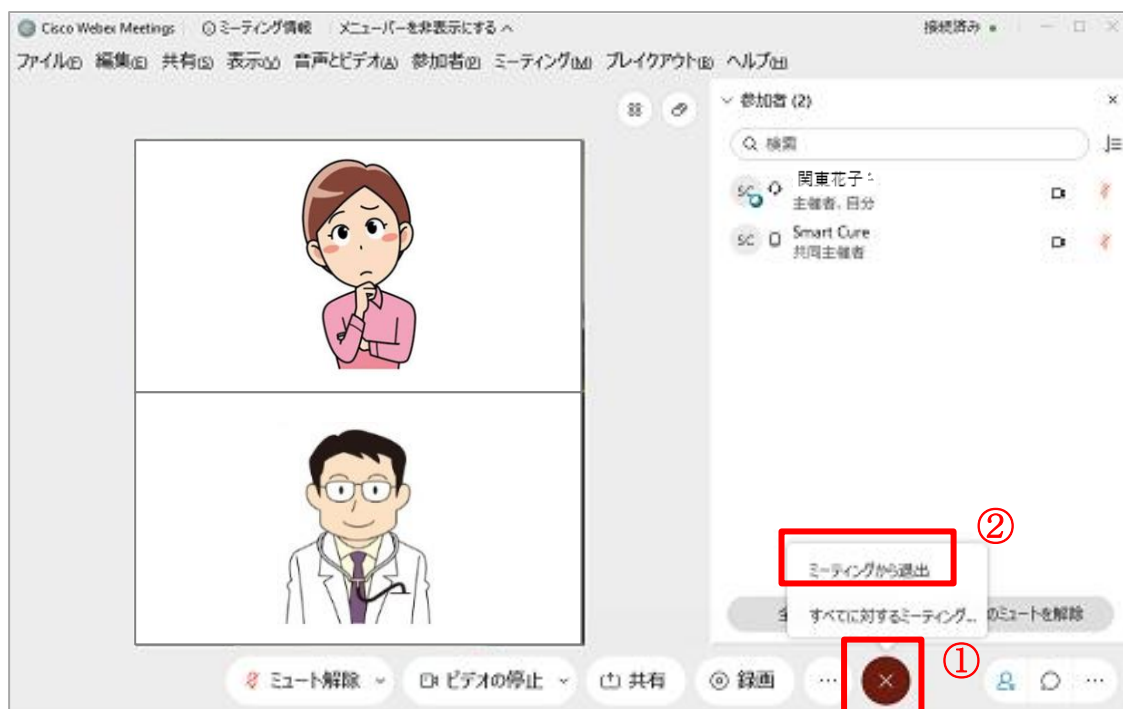 Cisco Webex Meetings ミーティング情報 メニューバーを非表示にする 接続済み
ファイル(F) 編集(E) 共有(S) 表示(V) 音声とビデオ(A) 参加者(P) ミーティング(M) ブレイクアウト(B) ヘルプ(H)
参加者 (2)
検索
SC 関東花子
主催者, 自分
SC Smart Cure
共同主催者
②
ミーティングから退出
すべてに対するミーティング...
のミュートを解除
①
ミュート解除 ビデオの停止 共有 録画 ...